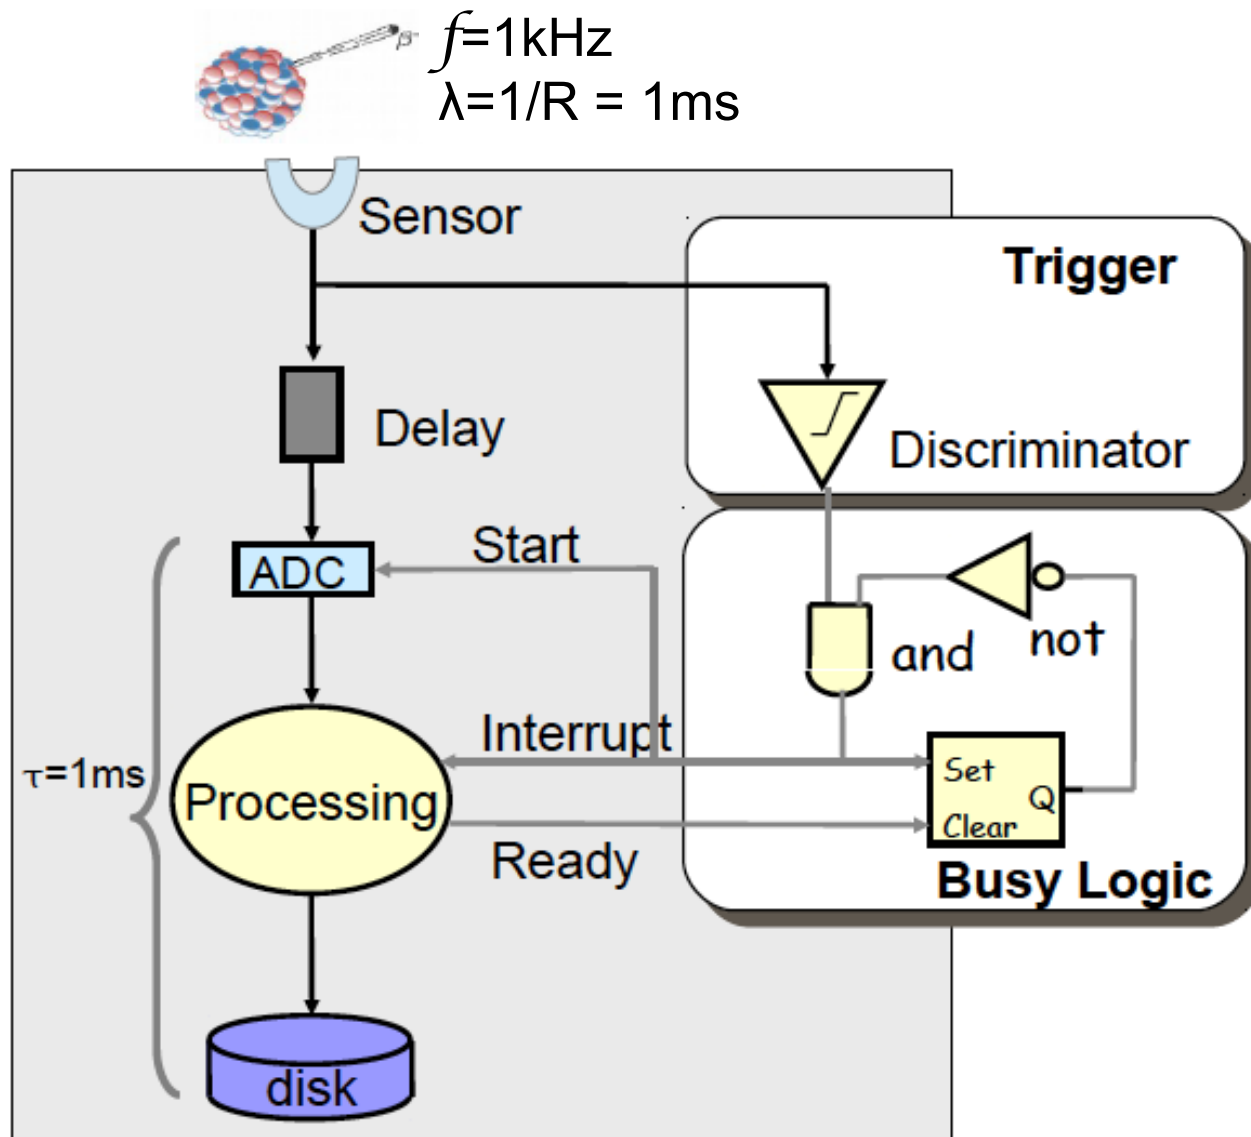 β-
f=1kHz
λ=1/R = 1ms
Sensor
Trigger
Delay
Discriminator
Start
ADC
and
not
Interrupt
τ=1ms
Processing
Set
Q
Clear
Ready
Busy Logic
disk